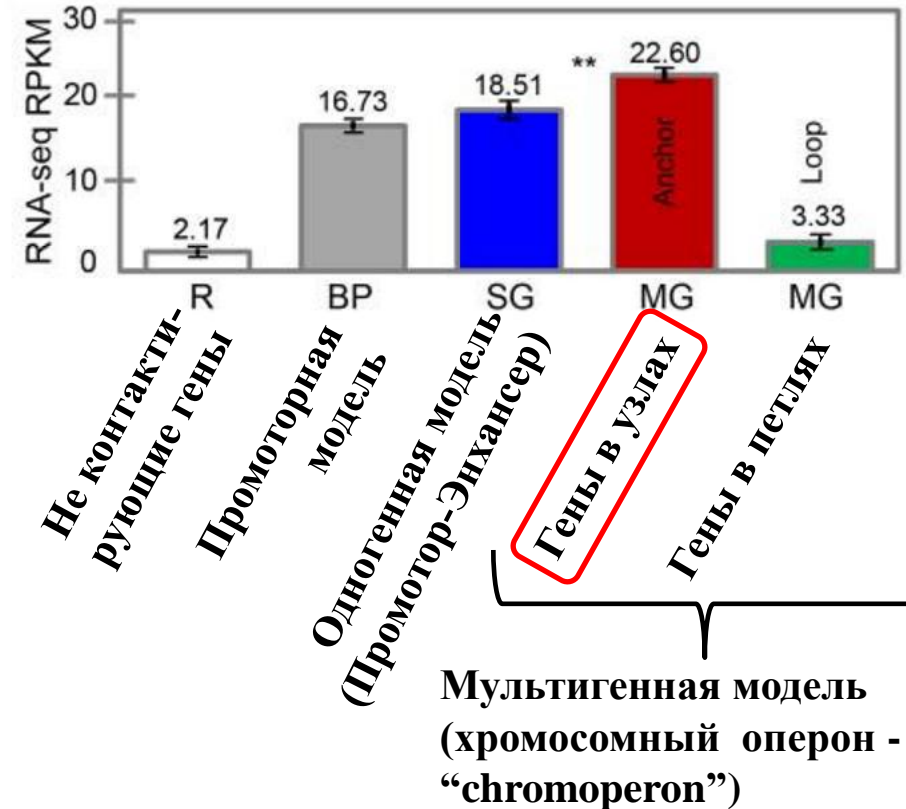 RNA-seq RPKM
30
20
10
0
2.17
16.73
18.51
**
22.60
3.33
Anchor
Loop
R
BP
SG
MG
MG
Не контакти-
рующие гены
Промоторная
модель
Одногенная модель
(Промотор-Энхансер)
Гены в узлах
Гены в петлях
Мультигенная модель
(хромосомный оперон -
“chromoperon”)